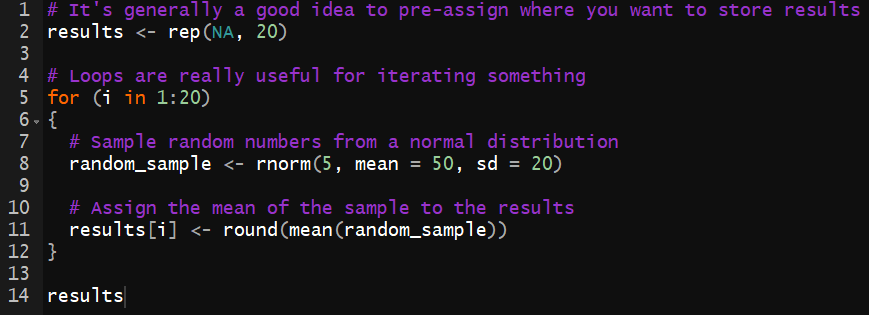 1 # It's generally a good idea to pre-assign where you want to store results
2 results <- rep(NA, 20)
3
4 # Loops are really useful for iterating something
5 for (i in 1:20)
6 {
7   # Sample random numbers from a normal distribution
8   random_sample <- rnorm(5, mean = 50, sd = 20)
9
10   # Assign the mean of the sample to the results
11   results[i] <- round(mean(random_sample))
12 }
13
14 results